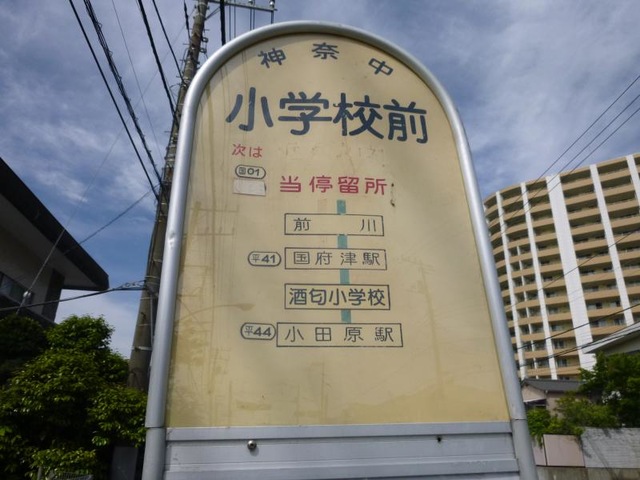 神奈中
小学校前
次は
国01
当停留所
前川
平41 国府津駅
酒匂小学校
平44 小田原駅